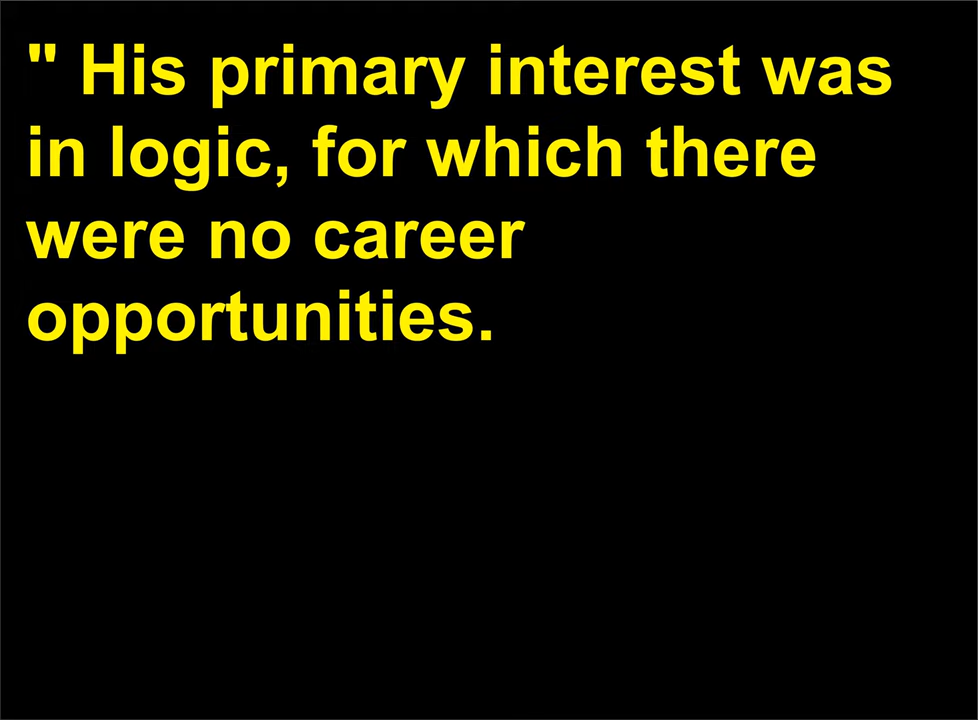 " His primary interest was
in logic, for which there
were no career
opportunities.